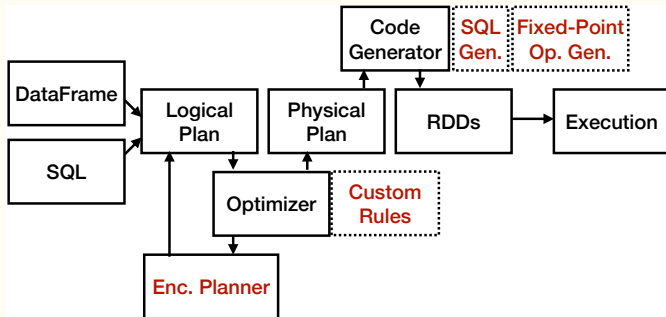 Code
Generator
SQL
Gen.
Fixed-Point
Op. Gen.
DataFrame
Logical
Plan
Physical
Plan
RDDs
Execution
SQL
Optimizer
Custom
Rules
Enc. Planner